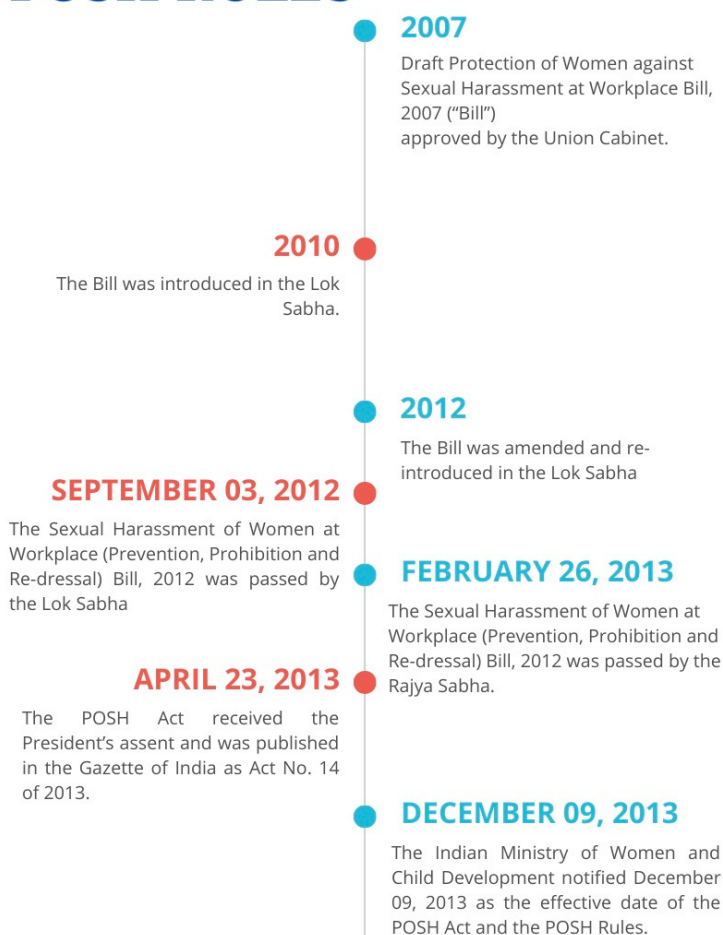 2007
Draft Protection of Women against
Sexual Harassment at Workplace Bill,
2007 (“Bill”)
approved by the Union Cabinet.
2010
The Bill was introduced in the Lok
Sabha.
2012
The Bill was amended and re-
introduced in the Lok Sabha
SEPTEMBER 03, 2012
The Sexual Harassment of Women at
Workplace (Prevention, Prohibition and
Re-dressal) Bill, 2012 was passed by
the Lok Sabha
FEBRUARY 26, 2013
The Sexual Harassment of Women at
Workplace (Prevention, Prohibition and
Re-dressal) Bill, 2012 was passed by the
Rajya Sabha.
APRIL 23, 2013
The POSH Act received the
President’s assent and was published
in the Gazette of India as Act No. 14
of 2013.
DECEMBER 09, 2013
The Indian Ministry of Women and
Child Development notified December
09, 2013 as the effective date of the
POSH Act and the POSH Rules.